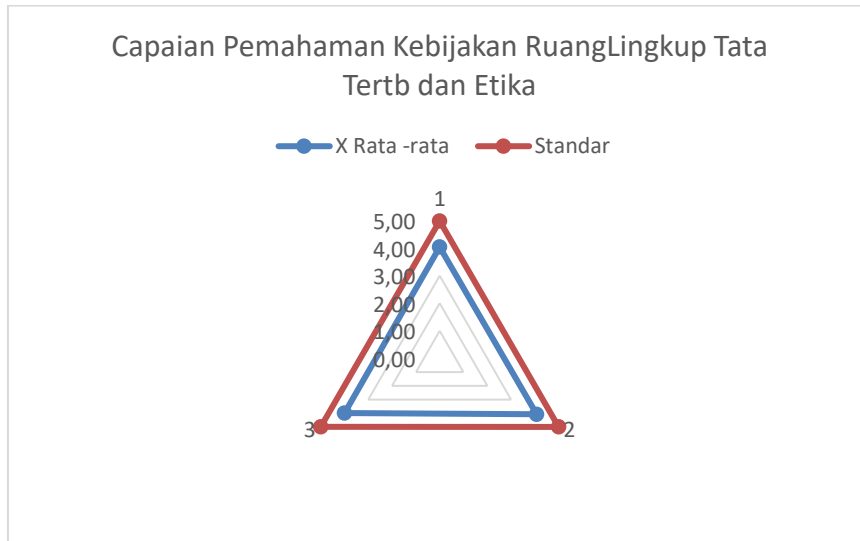 Capaian Pemahaman Kebijakan RuangLingkup Tata
Tertb dan Etika
X Rata -rata Standar
1
5,00
4,00
3,00
2,00
1,00
0,00
3 2